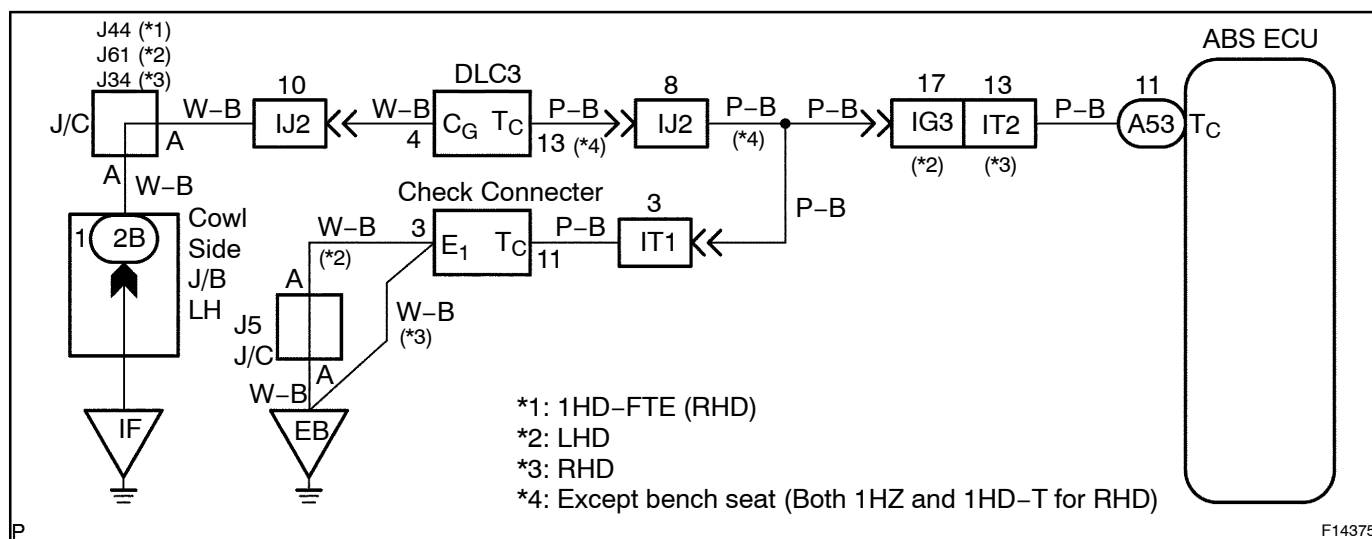 J44 (*1)
J61 (*2)
J34 (*3)
ABS ECU
10
DLC3
8
17
13
11
J/C
A
W–B
IJ2
W–B
4
CG
TC
P–B
13
(*4)
IJ2
P–B
(*4)
P–B
IG3
(*2)
IT2
(*3)
P–B
A53
TC
A
W–B
Check Connecter
3
P–B
1
2B
Cowl
Side
J/B
LH
W–B
(*2)
3
E1
TC
P–B
11
IT1
A
J5
J/C
W–B
(*3)
A
W–B
IF
EB
*1: 1HD–FTE (RHD)
*2: LHD
*3: RHD
*4: Except bench seat (Both 1HZ and 1HD–T for RHD)
P
F14375